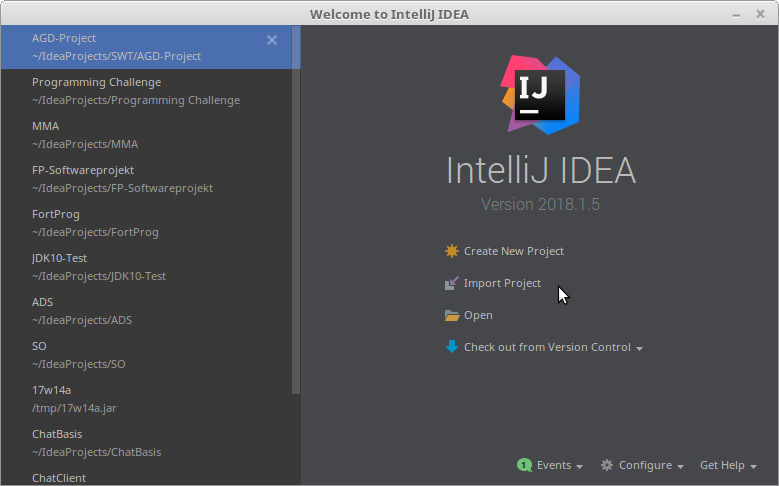 Welcome to IntelliJ IDEA
AGD-Project
~/IdeaProjects/SWT/AGD-Project
Programming Challenge
~/IdeaProjects/Programming Challenge
MMA
~/IdeaProjects/MMA
FP-Softwareprojekt
~/IdeaProjects/FP-Softwareprojekt
FortProg
~/IdeaProjects/FortProg
JDK10-Test
~/IdeaProjects/JDK10-Test
ADS
~/IdeaProjects/ADS
SO
~/IdeaProjects/SO
17w14a
/tmp/17w14a.jar
ChatBasis
~/IdeaProjects/ChatBasis
ChatClient
IJ
IntelliJ IDEA
Version 2018.1.5
Create New Project
Import Project
Open
Check out from Version Control
1 Events
Configure
Get Help